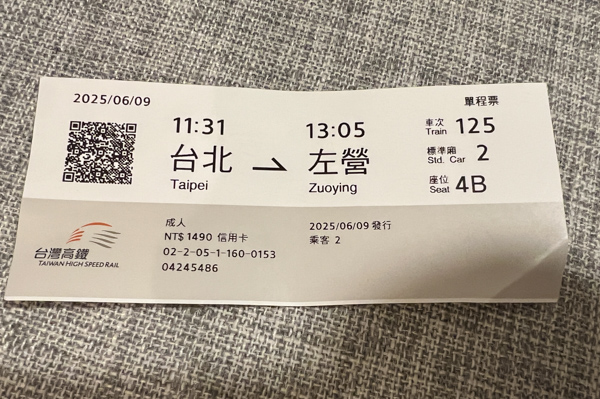 2025/06/09 單程票
11:31 13:05 車次 Train 125
台北 左營 標準廂 Std. Car 2
Taipei Zuoying 座位 Seat 4B
成人 2025/06/09 發行
NT$ 1490 信用卡 乘客 2
02-2-05-1-160-0153
04245486
台灣高鐵
TAIWAN HIGH SPEED RAIL